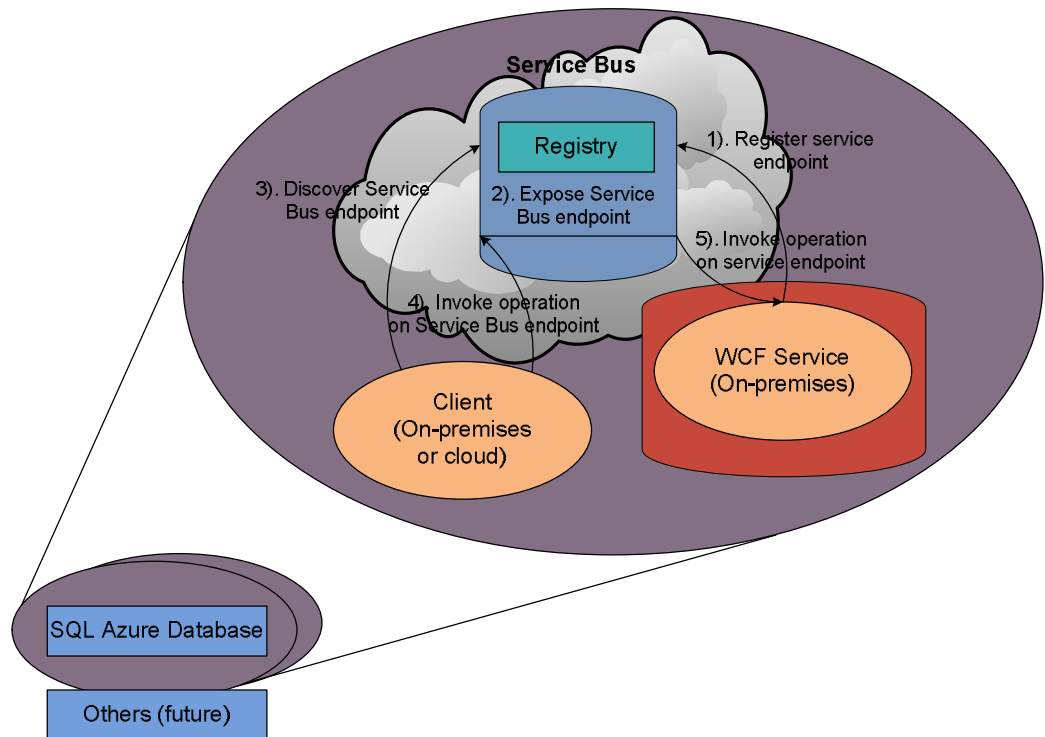 Service Bus
Registry
1). Register service
endpoint
3). Discover Service
Bus endpoint
2). Expose Service
Bus endpoint
5). Invoke operation
on service endpoint
4). Invoke operation
on Service Bus endpoint
WCF Service
(On-premises)
Client
(On-premises
or cloud)
SQL Azure Database
Others (future)